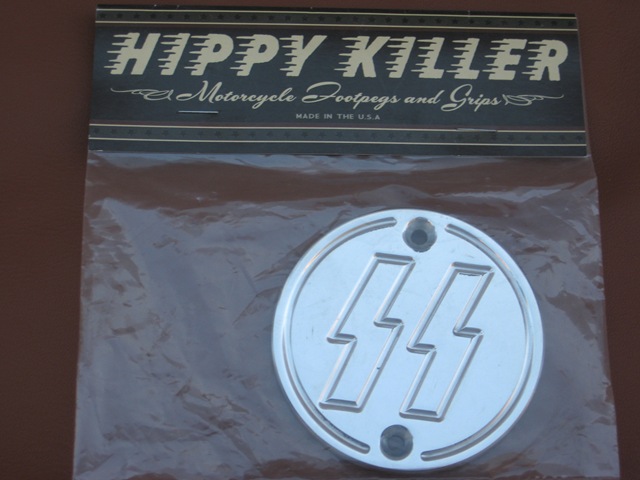 HIPPY KILLER
Motorcycle Footpegs and Grips
MADE IN THE U.S.A